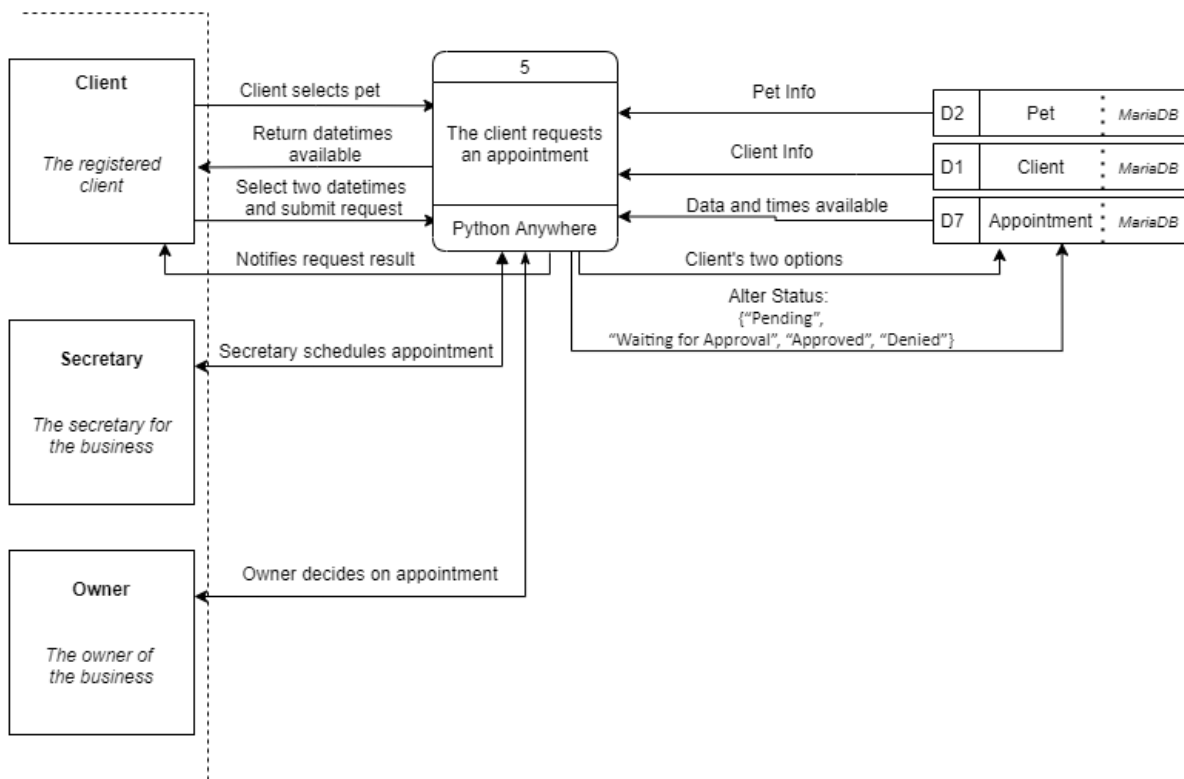 Client
The registered
client
Secretary
The secretary for
the business
Owner
The owner of
the business
Client selects pet
Return datetimes
available
Select two datetimes
and submit request
Notifies request result
Secretary schedules appointment
Owner decides on appointment
5
The client requests
an appointment
Python Anywhere
Pet Info
Client Info
Data and times available
Client's two options
Alter Status:
{“Pending”,
“Waiting for Approval”, “Approved”, “Denied”}
D2 Pet MariaDB
D1 Client MariaDB
D7 Appointment MariaDB